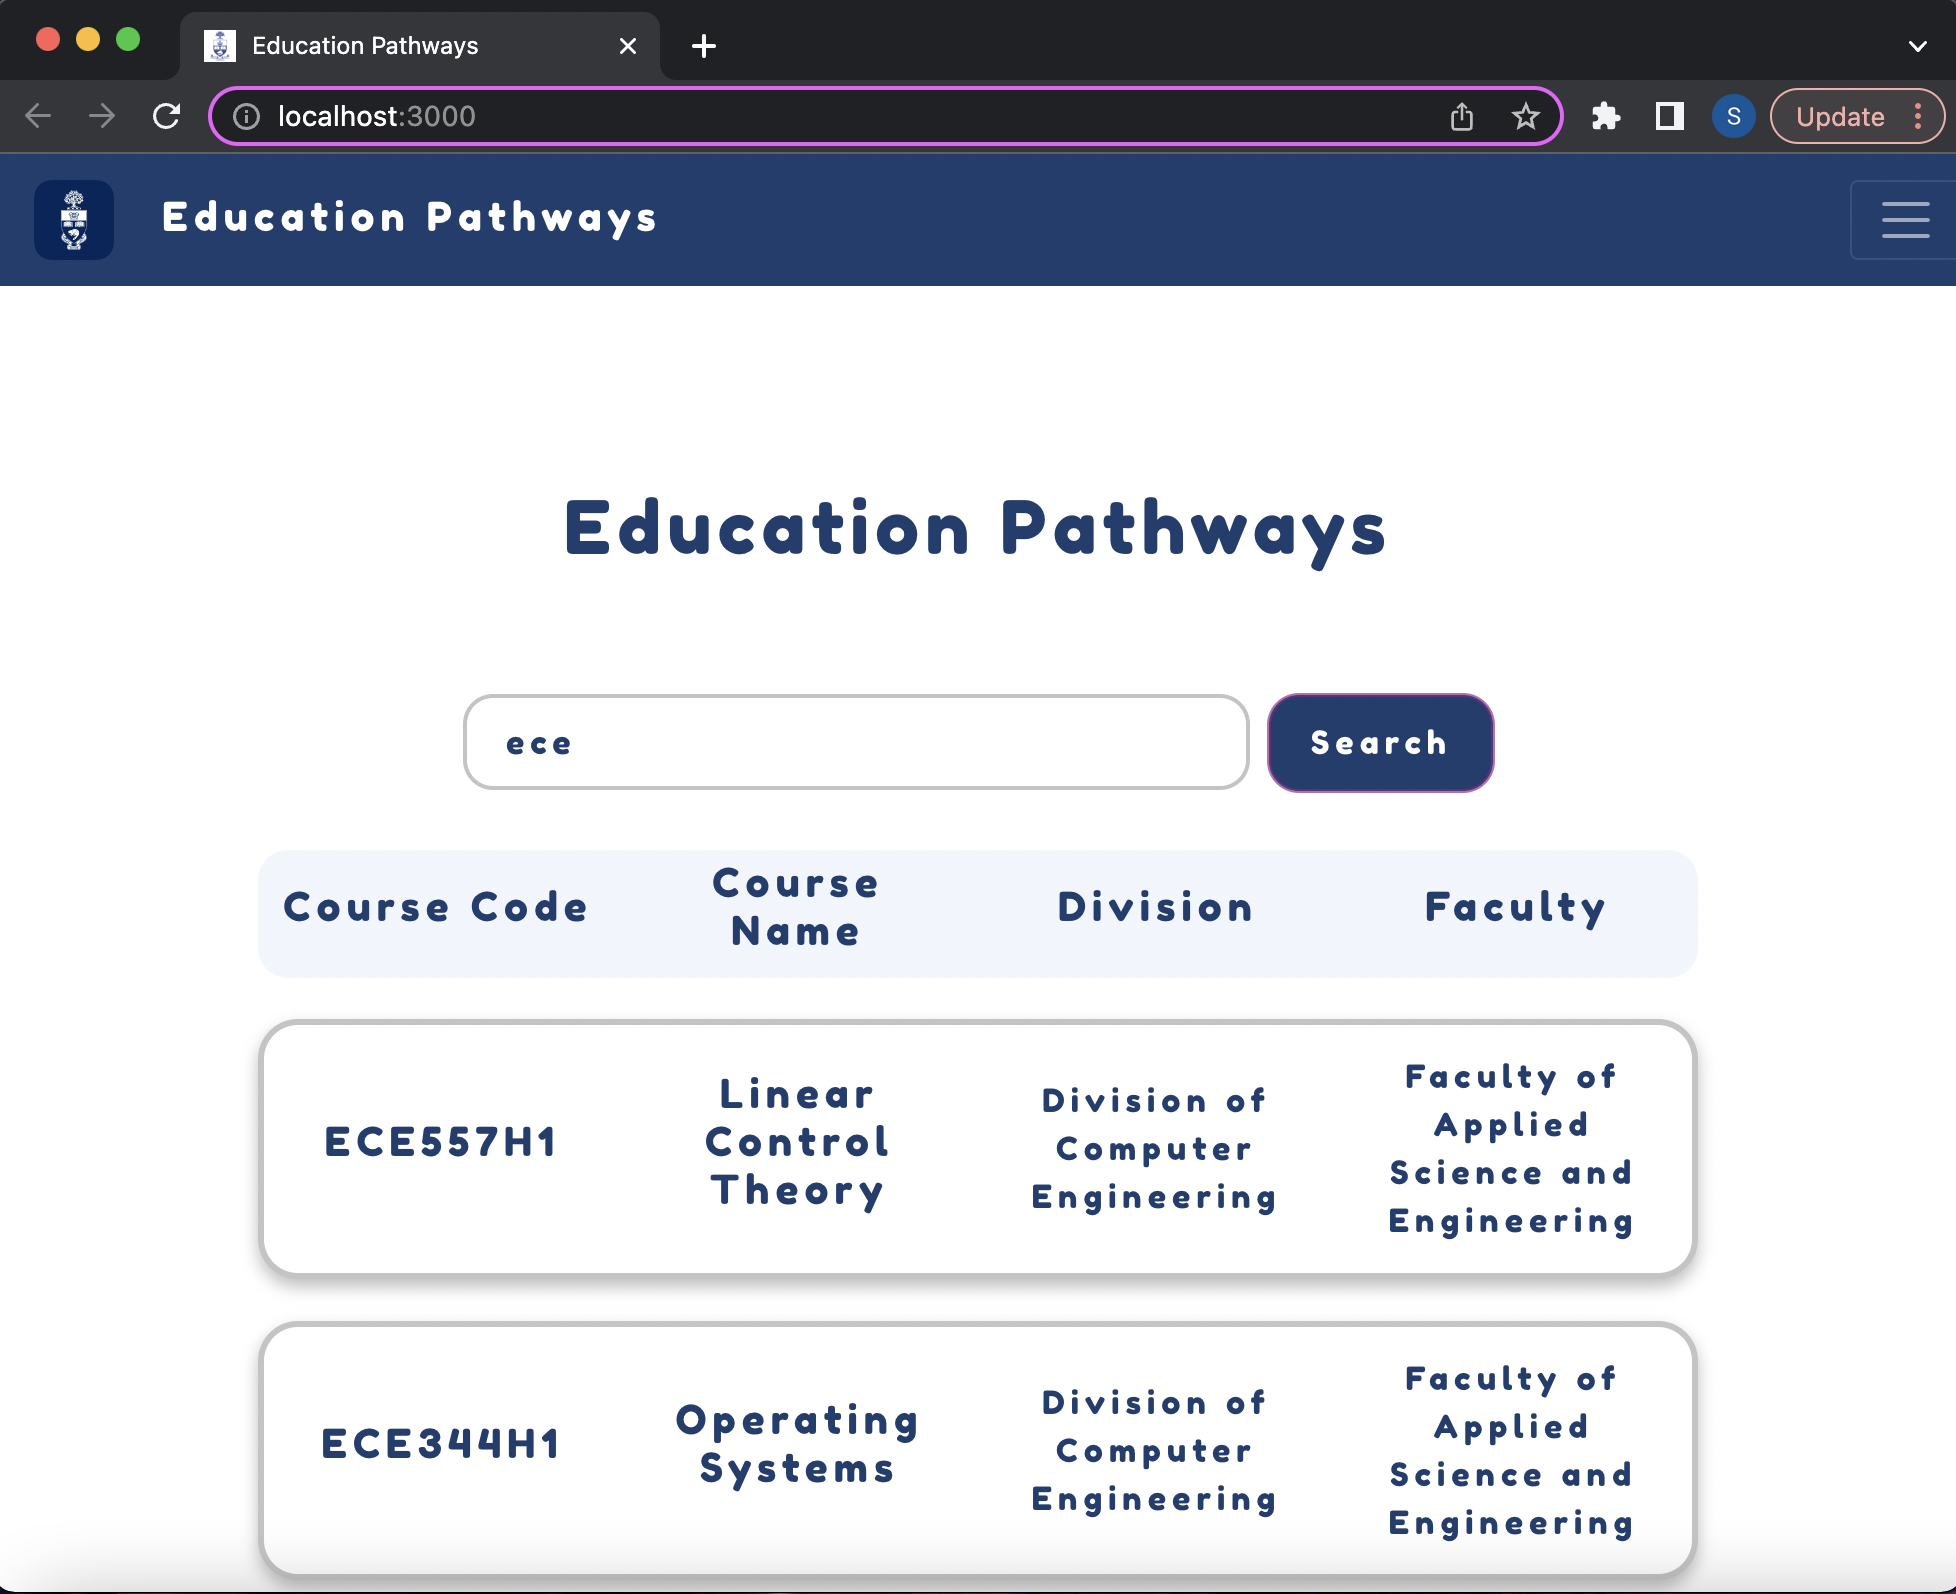 Education Pathways
localhost:3000
S
Update
Education Pathways
Education Pathways
ece
Search
Course Code
Course
Name
Division
Faculty
ECE557H1
Linear
Control
Theory
Division of
Computer
Engineering
Faculty of
Applied
Science and
Engineering
ECE344H1
Operating
Systems
Division of
Computer
Engineering
Faculty of
Applied
Science and
Engineering